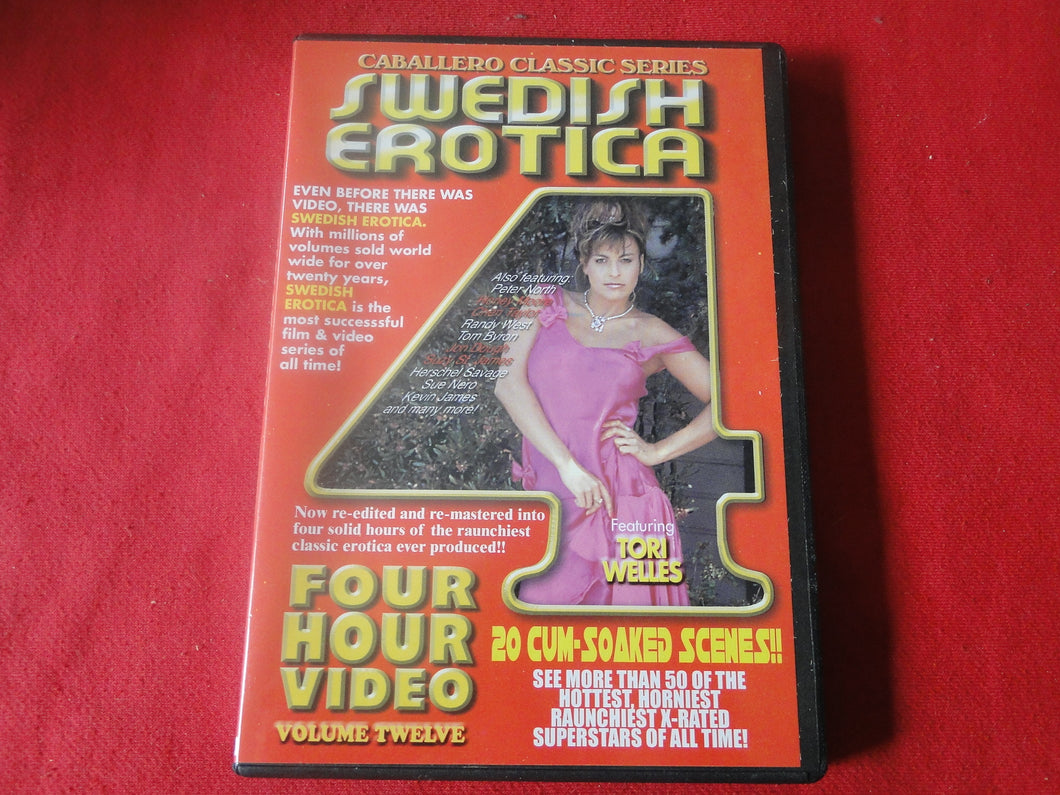 CABALLERO CLASSIC SERIES
SWEDISH
EROTICA
EVEN BEFORE THERE WAS
VIDEO, THERE WAS
SWEDISH EROTICA.
With millions of
volumes sold world
wide for over
twenty years,
SWEDISH
EROTICA is the
most successsful
film & video
series of
all time!
4
Also featuring:
Peter North
Randy West
Tom Byron
Herschel Savage
Sue Nero
Kevin James
and many more!
Featuring
TORI
WELLES
Now re-edited and re-mastered into
four solid hours of the raunchiest
classic erotica ever produced!!
FOUR
HOUR
VIDEO
VOLUME TWELVE
20 CUM-SOAKED SCENES!!
SEE MORE THAN 50 OF THE
HOTTEST, HORNIEST
RAUNCHIEST X-RATED
SUPERSTARS OF ALL TIME!